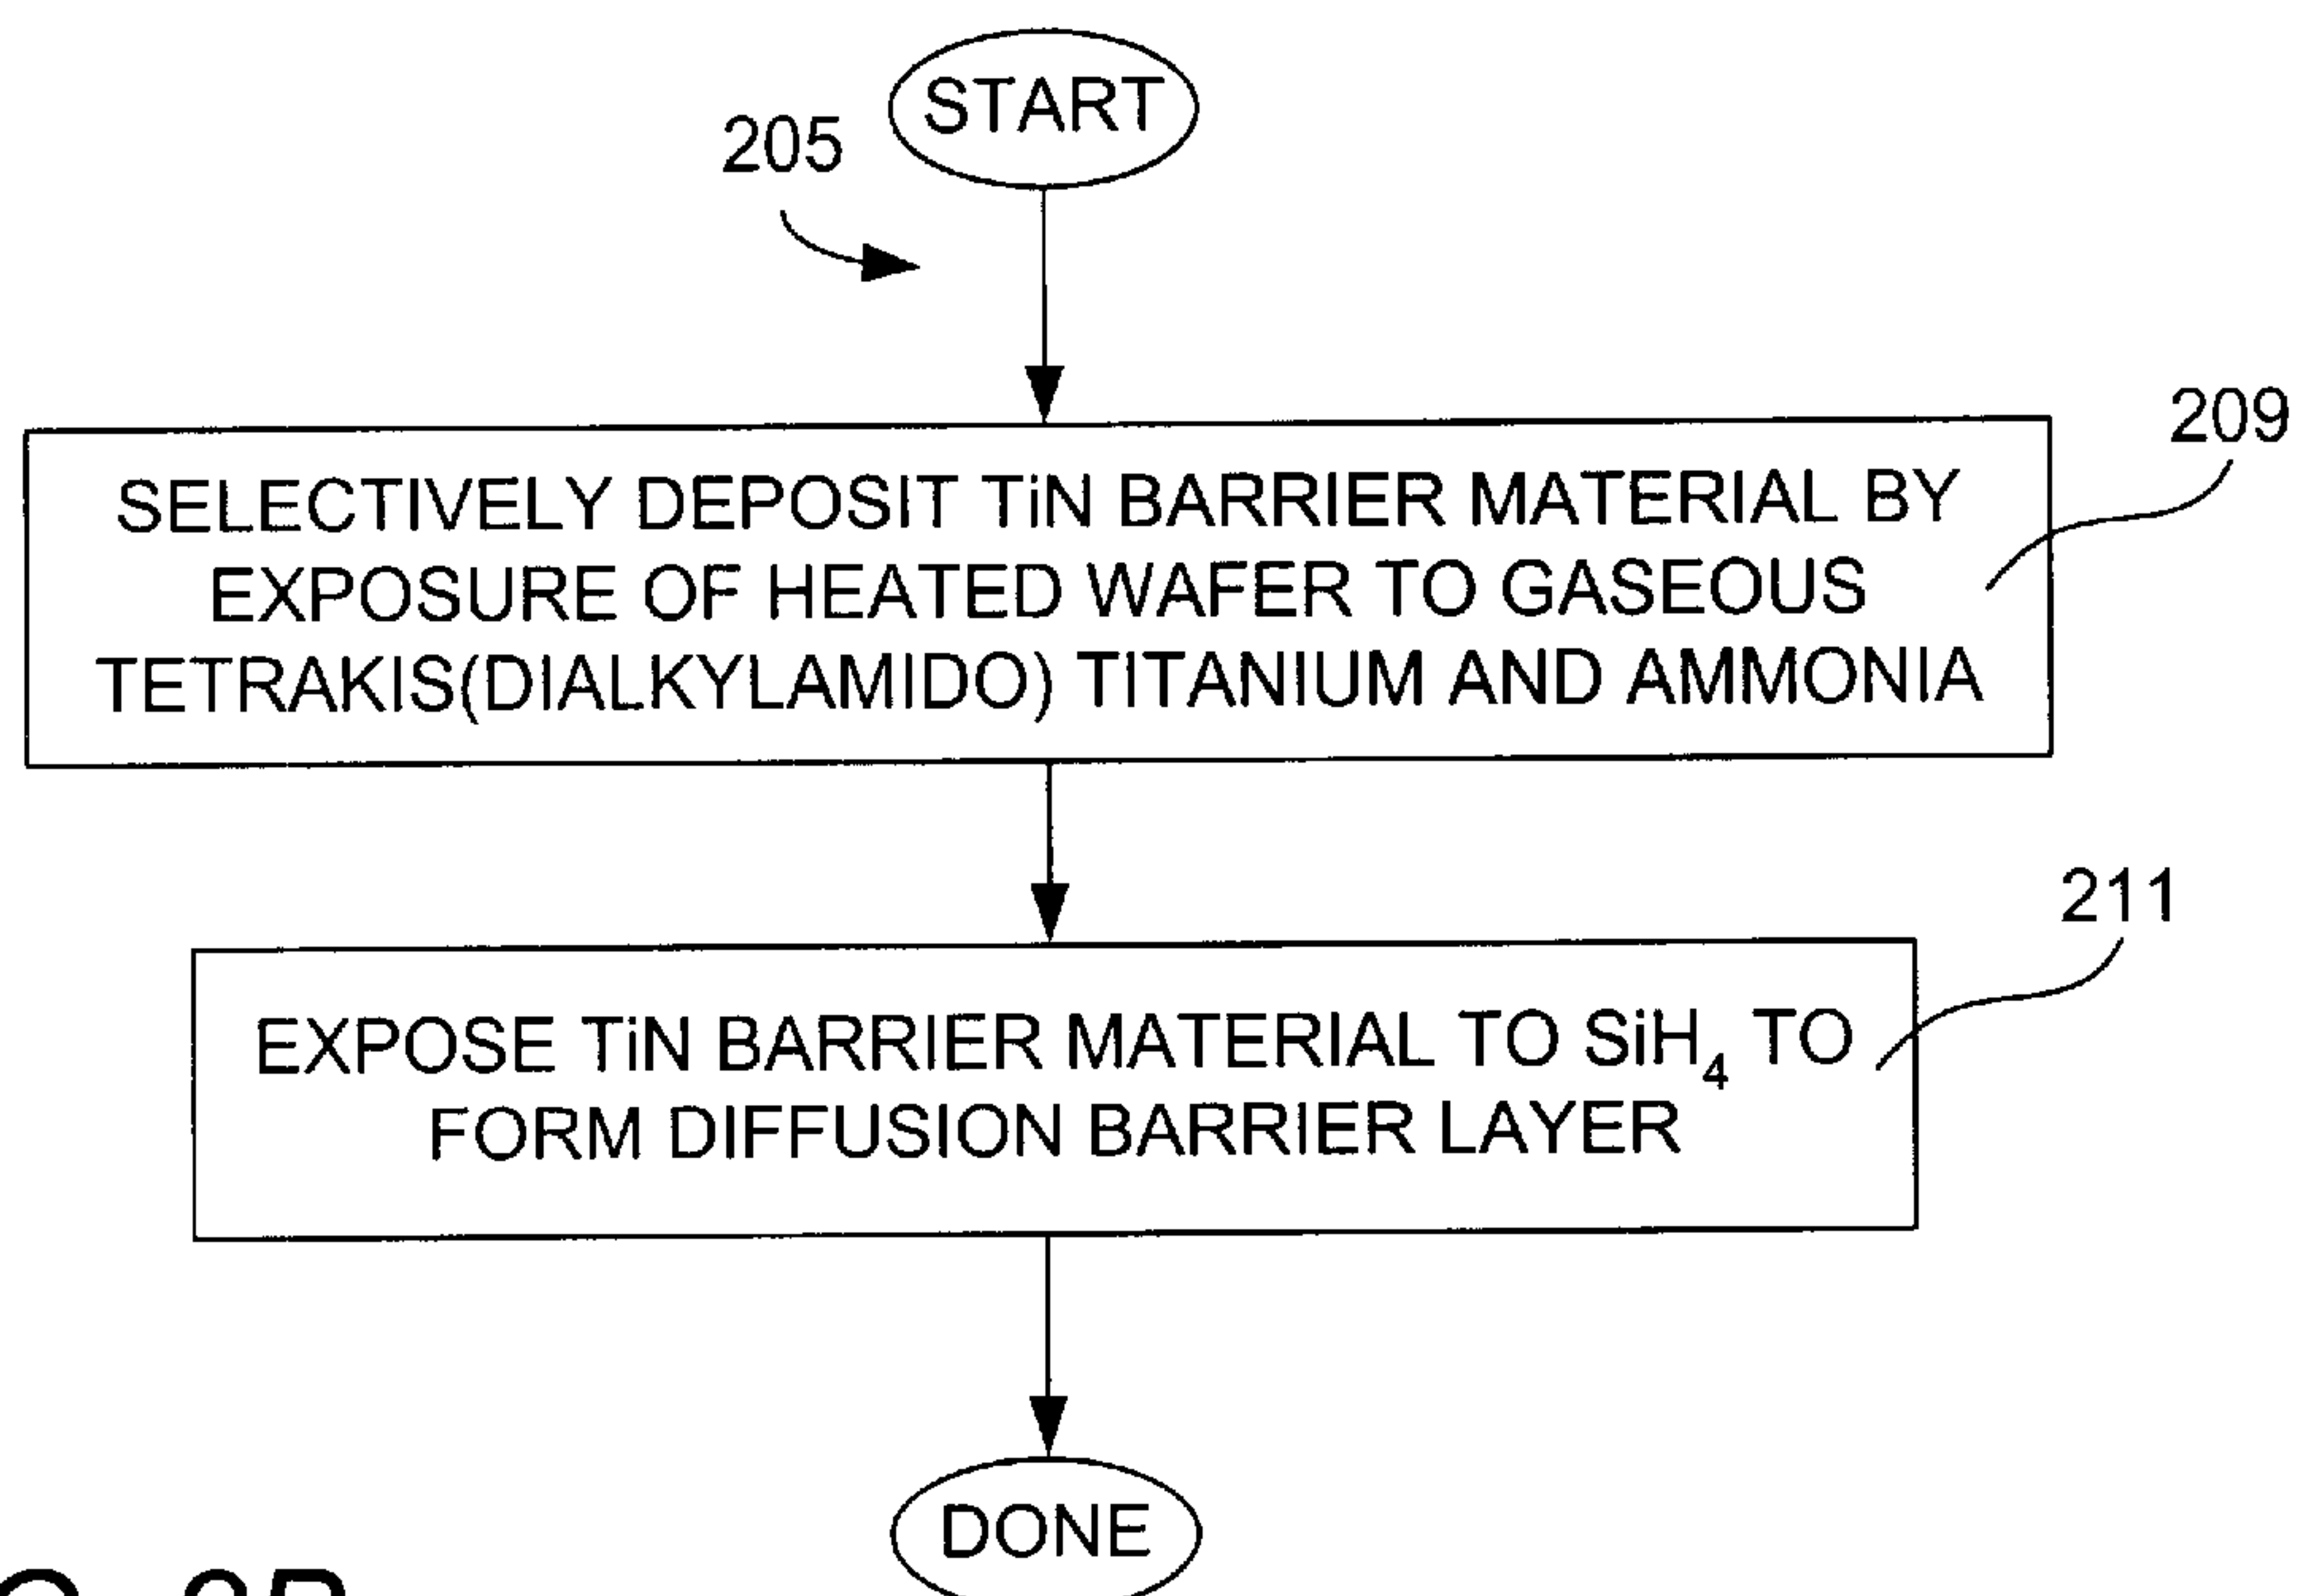 START
205
209
SELECTIVELY DEPOSIT TiN BARRIER MATERIAL BY
EXPOSURE OF HEATED WAFER TO GASEOUS
TETRAKIS(DIALKYLAMIDO) TITANIUM AND AMMONIA
211
EXPOSE TiN BARRIER MATERIAL TO SiH4 TO
FORM DIFFUSION BARRIER LAYER
DONE